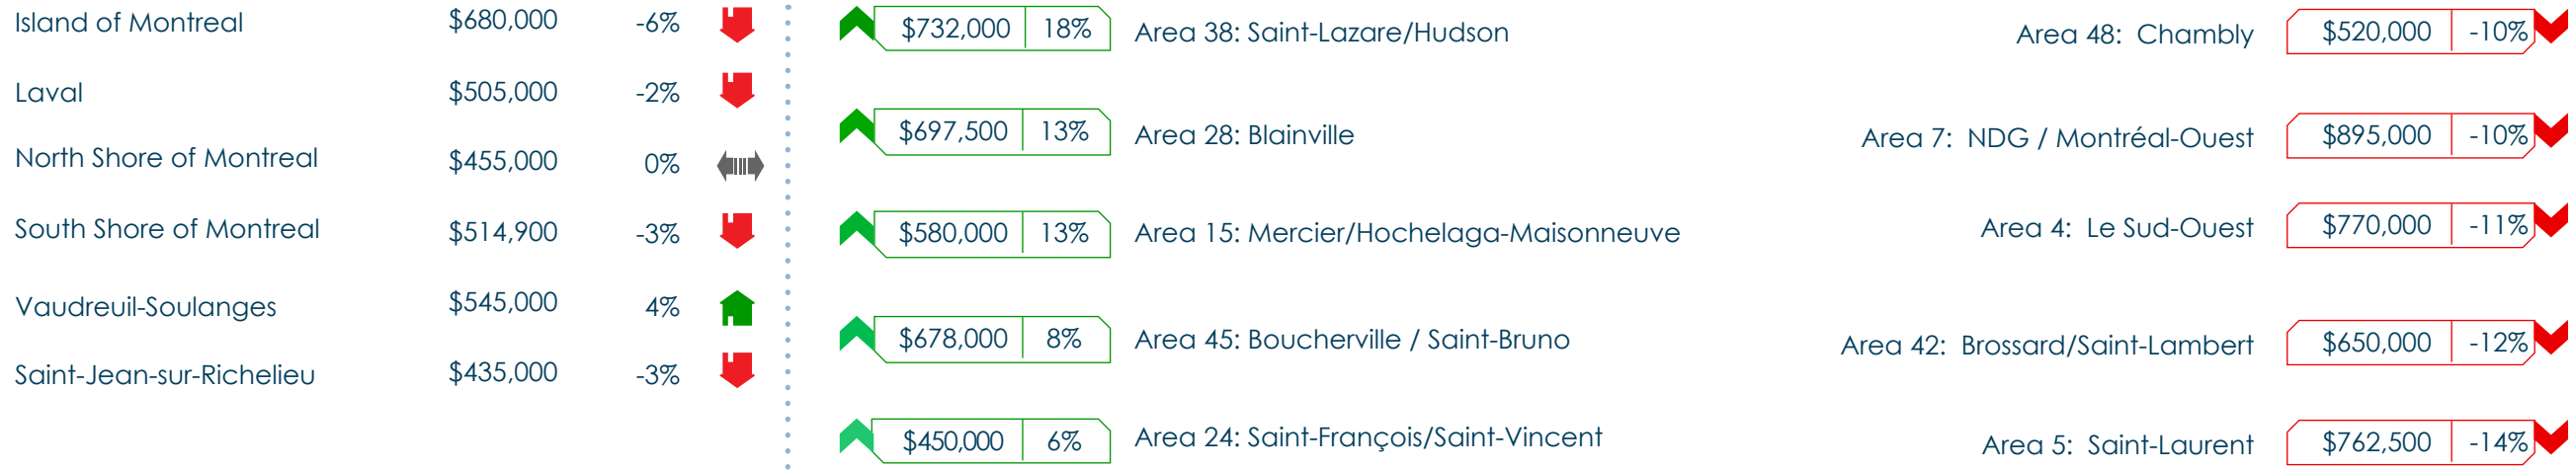 Island of Montreal $680,000 -6%
Laval $505,000 -2%
North Shore of Montreal $455,000 0%
South Shore of Montreal $514,900 -3%
Vaudreuil-Soulanges $545,000 4%
Saint-Jean-sur-Richelieu $435,000 -3%
$732,000 18% Area 38: Saint-Lazare/Hudson
$697,500 13% Area 28: Blainville
$580,000 13% Area 15: Mercier/Hochelaga-Maisonneuve
$678,000 8% Area 45: Boucherville / Saint-Bruno
$450,000 6% Area 24: Saint-François/Saint-Vincent
Area 48: Chambly $520,000 -10%
Area 7: NDG / Montréal-Ouest $895,000 -10%
Area 4: Le Sud-Ouest $770,000 -11%
Area 42: Brossard/Saint-Lambert $650,000 -12%
Area 5: Saint-Laurent $762,500 -14%